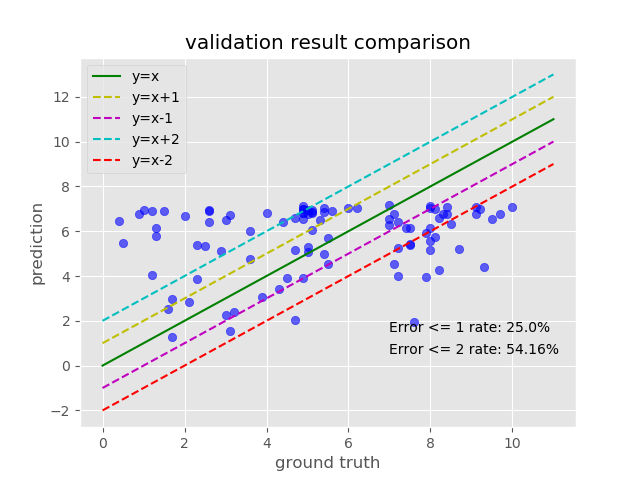 validation result comparison
y=x
y=x+1
y=x-1
y=x+2
y=x-2
12
10
8
6
4
2
0
−2
prediction
Error <= 1 rate: 25.0%
Error <= 2 rate: 54.16%
0 2 4 6 8 10
ground truth